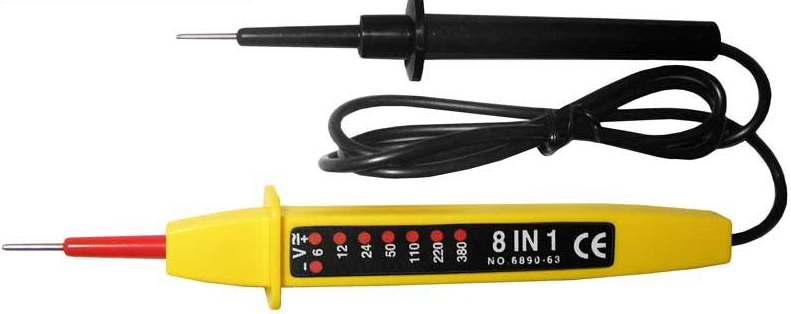 ≂ V + −
6 12 24 50 110 220 380
8 IN 1
NO.6890-63
CE